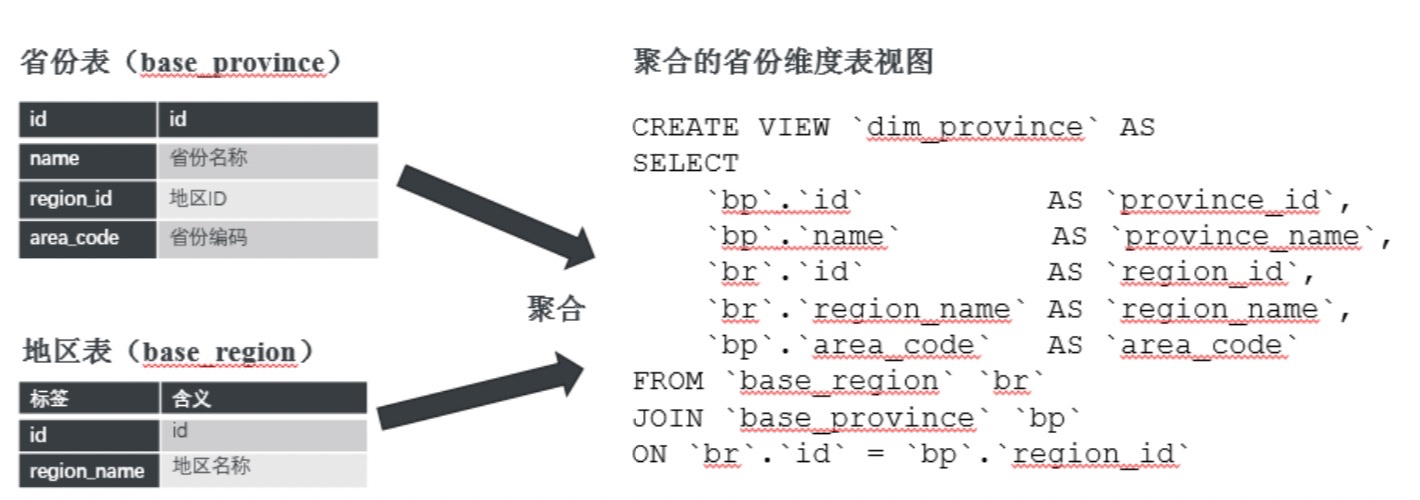 省份表（base_province）
id id
name 省份名称
region_id 地区ID
area_code 省份编码
地区表（base_region）
标签 含义
id id
region_name 地区名称
聚合
聚合的省份维度表视图
CREATE VIEW `dim_province` AS
SELECT
`bp`.`id` AS `province_id`,
`bp`.`name` AS `province_name`,
`br`.`id` AS `region_id`,
`br`.`region_name` AS `region_name`,
`bp`.`area_code` AS `area_code`
FROM `base_region` `br`
JOIN `base_province` `bp`
ON `br`.`id` = `bp`.`region_id`